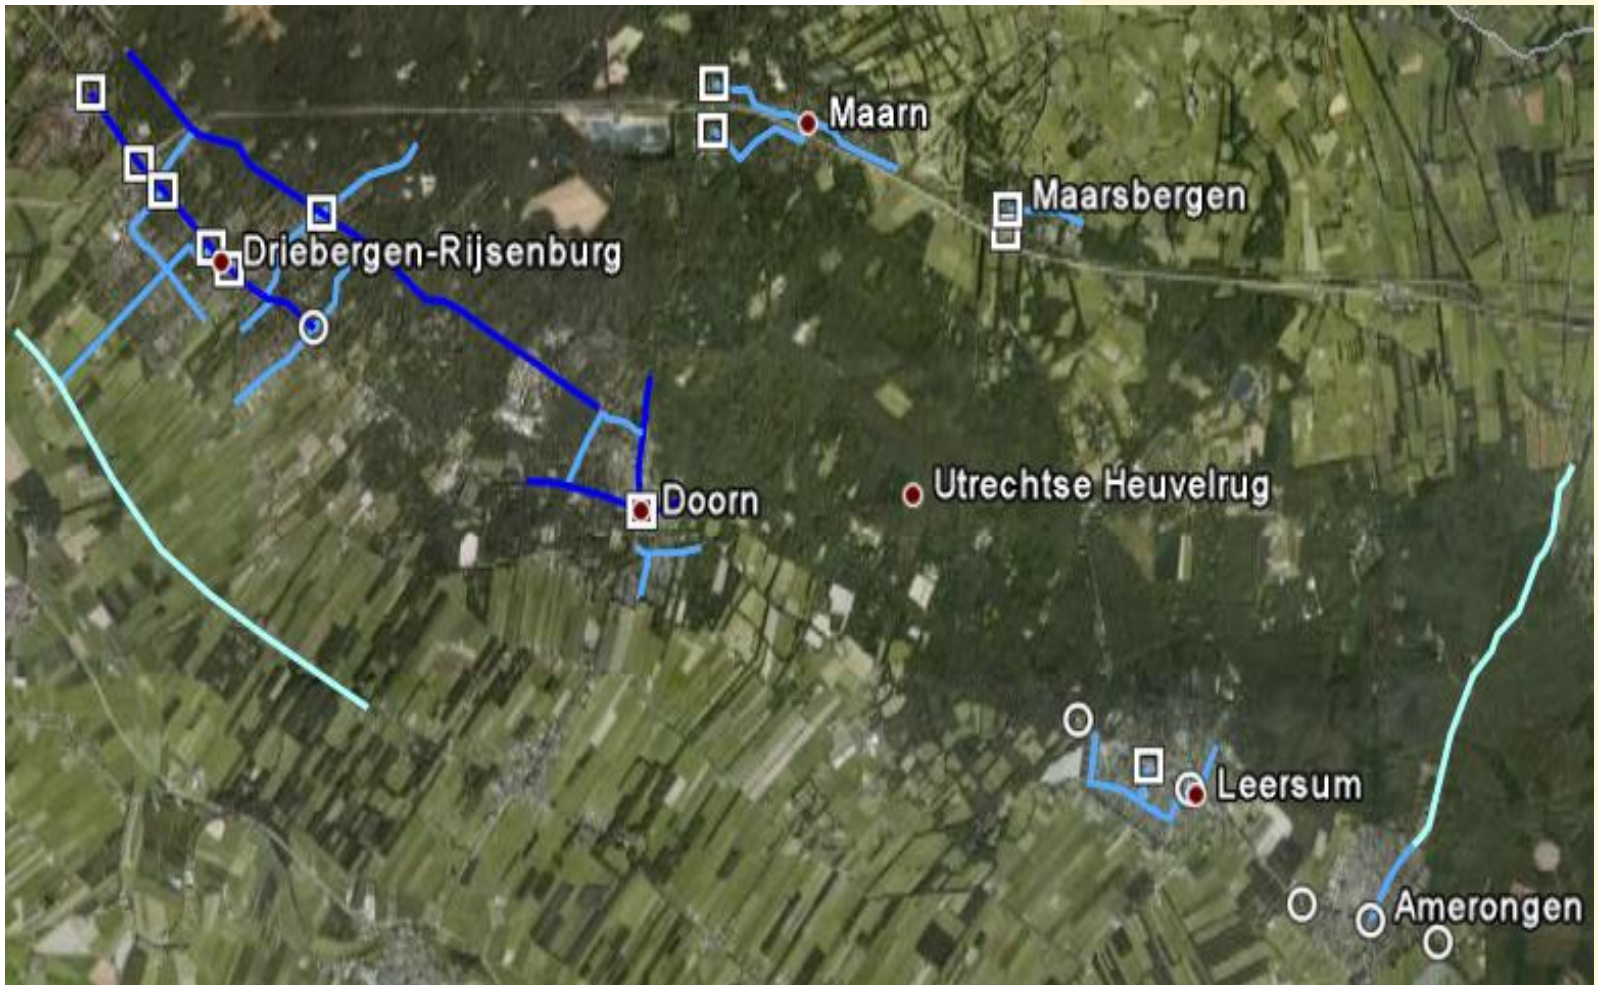 Maarn
Maarsbergen
Driebergen-Rijsenburg
Utrechtse Heuvelrug
Doorn
Leersum
Amerongen